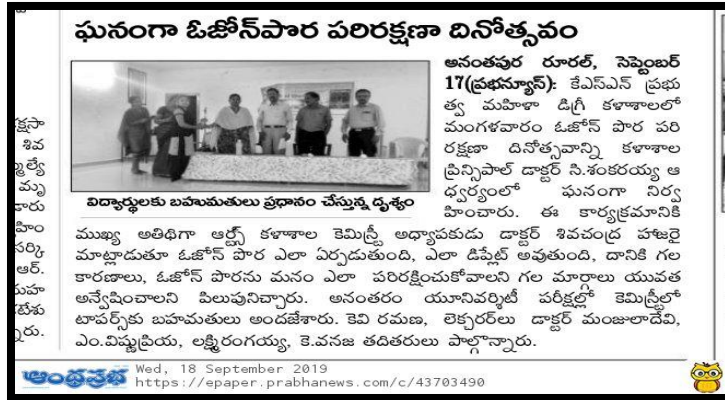 ఘనంగా ఓజోన్‌పొర పరిరక్షణా దినోత్సవం
విద్యార్థులకు బహుమతులు ప్రధానం చేస్తున్న దృశ్యం
అనంతపుర రూరల్, సెప్టెంబర్
17(ప్రభన్యూస్): కేఎస్ఎన్ ప్రభు
త్వ మహిళా డిగ్రీ కళాశాలలో
మంగళవారం ఓజోన్ పొర పరి
రక్షణా దినోత్సవాన్ని కళాశాల
ప్రిన్సిపాల్ డాక్టర్ సి.శంకరయ్య ఆ
ధ్వర్యంలో ఘనంగా నిర్వ
హించారు. ఈ కార్యక్రమానికి
ముఖ్య అతిథిగా ఆర్ట్స్ కళాశాల కెమిస్ట్రీ అధ్యాపకుడు డాక్టర్ శివచంద్ర హాజరై
మాట్లాడుతూ ఓజోన్ పొర ఎలా ఏర్పడుతుంది, ఎలా డిప్లేట్ అవుతుంది, దానికి గల
కారణాలు, ఓజోన్ పొరను మనం ఎలా పరిరక్షించుకోవాలని గల మార్గాలు యువత
అన్వేషించాలని పిలుపునిచ్చారు. అనంతరం యూనివర్శిటీ పరీక్షల్లో కెమిస్ట్రీలో
టాపర్స్‌కు బహమతులు అందజేశారు. కెవి రమణ, లెక్చరర్‌లు డాక్టర్ మంజులాదేవి,
ఎం.విష్ణుప్రియ, లక్ష్మిరంగయ్య, కె.వనజ తదితరులు పాల్గొన్నారు.
ఆంధ్రప్రభ
Wed, 18 September 2019
https://epaper.prabhanews.com/c/43703490